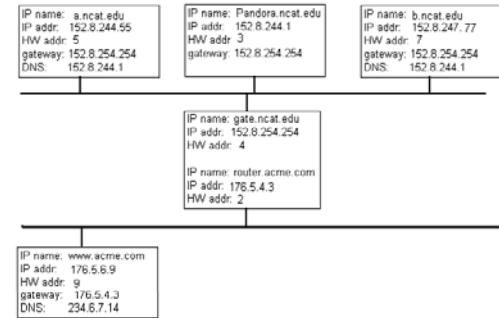 IP name: a.ncat.edu
IP addr: 152.8.244.55
HW addr: 5
gateway: 152.8.254.254
DNS: 152.8.244.1
IP name: Pandora.ncat.edu
IP addr: 152.8.244.1
HW addr: 3
gateway: 152.8.254.254
IP name: b.ncat.edu
IP addr: 152.8.247.77
HW addr: 7
gateway: 152.8.254.254
DNS: 152.8.244.1
IP name: gate.ncat.edu
IP addr: 152.8.254.254
HW addr: 4
IP name: router.acme.com
IP addr: 176.5.4.3
HW addr: 2
IP name: www.acme.com
IP addr: 176.5.6.9
HW addr: 9
gateway: 176.5.4.3
DNS: 234.6.7.14